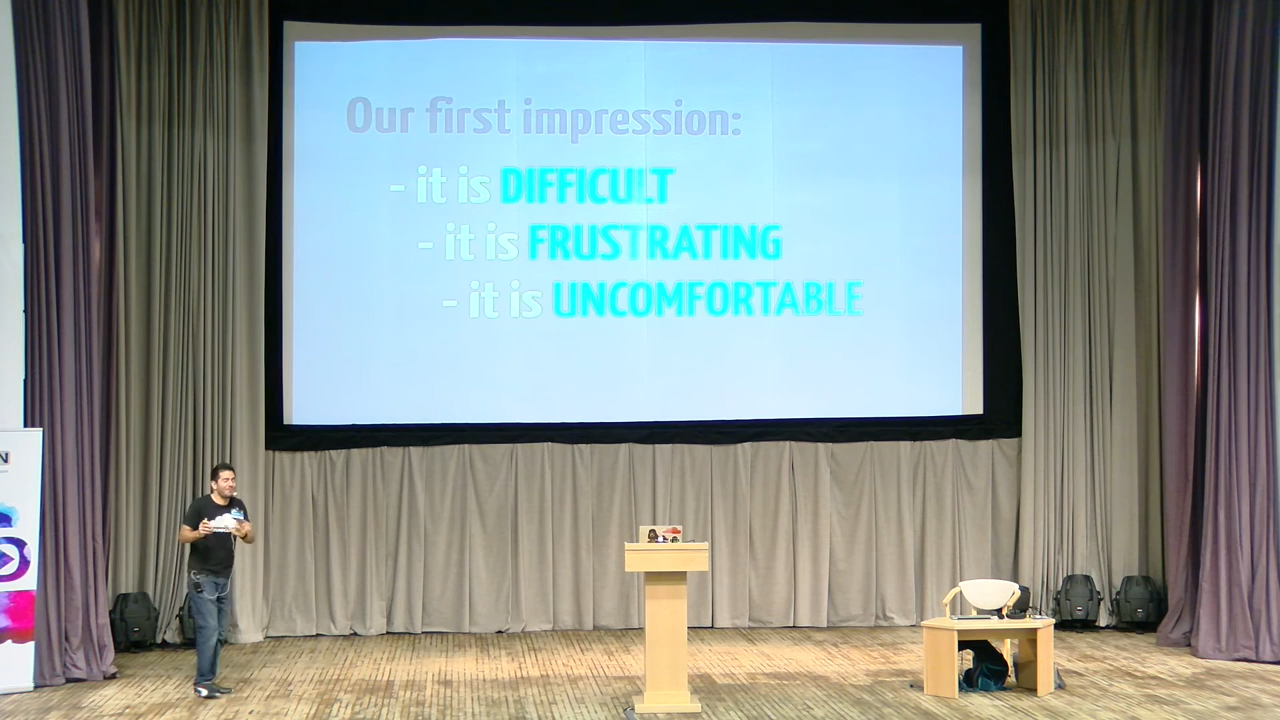 Our first impression:
- it is DIFFICULT
- it is FRUSTRATING
- it is UNCOMFORTABLE
N